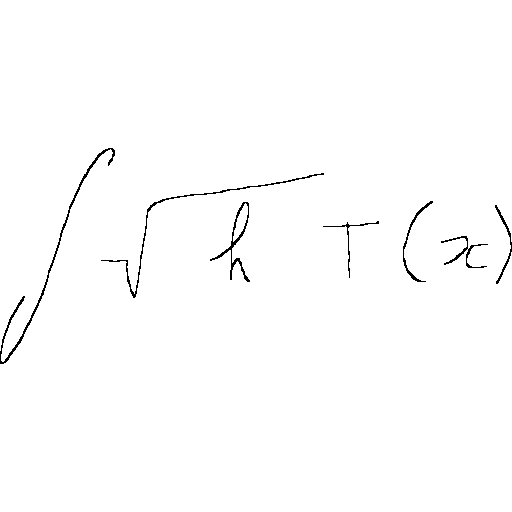 ∫ √h T(x)